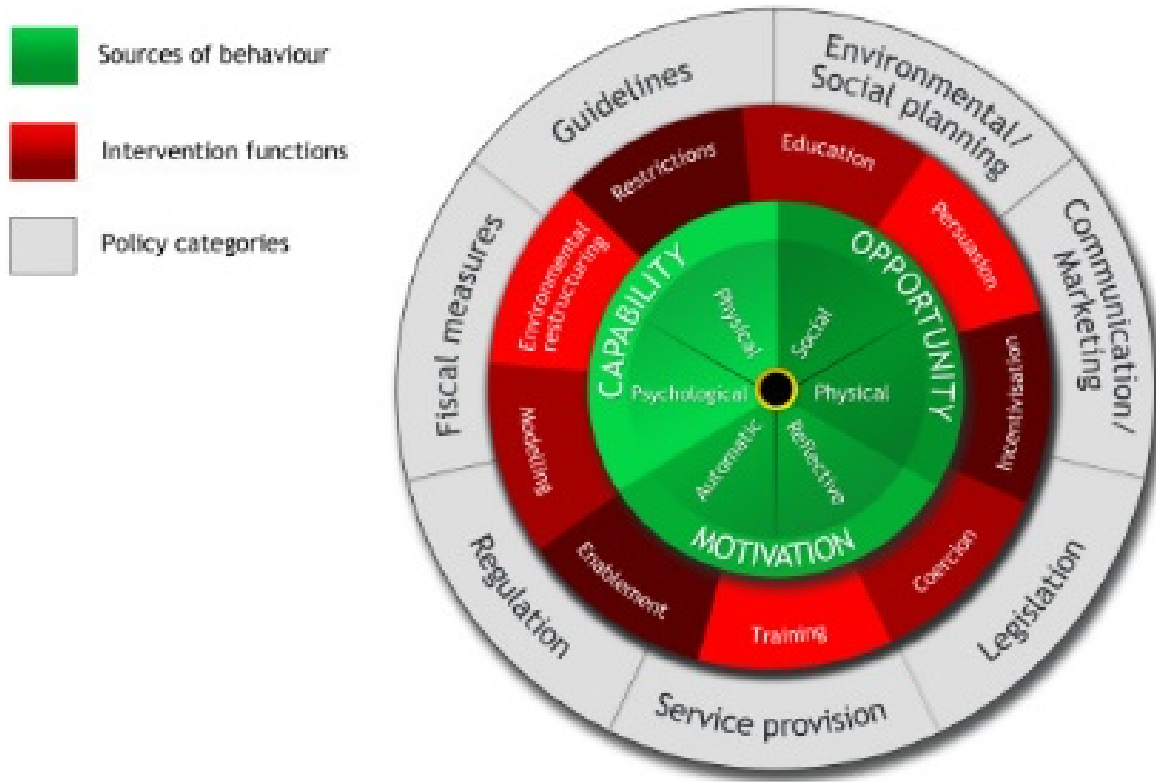 Sources of behaviour
Intervention functions
Policy categories
Guidelines
Environmental/
Social planning
Communication/
Marketing
Legislation
Service provision
Regulation
Fiscal measures
Restrictions
Education
Persuasion
Incentivisation
Coercion
Training
Enablement
Modelling
Environmental
restructuring
CAPABILITY
OPPORTUNITY
MOTIVATION
Physical
Social
Physical
Reflective
Automatic
Psychological